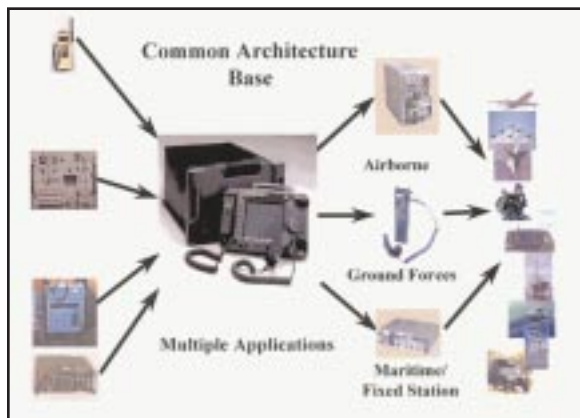 Common Architecture
Base
Airborne
Ground Forces
Multiple Applications
Maritime/
Fixed Station